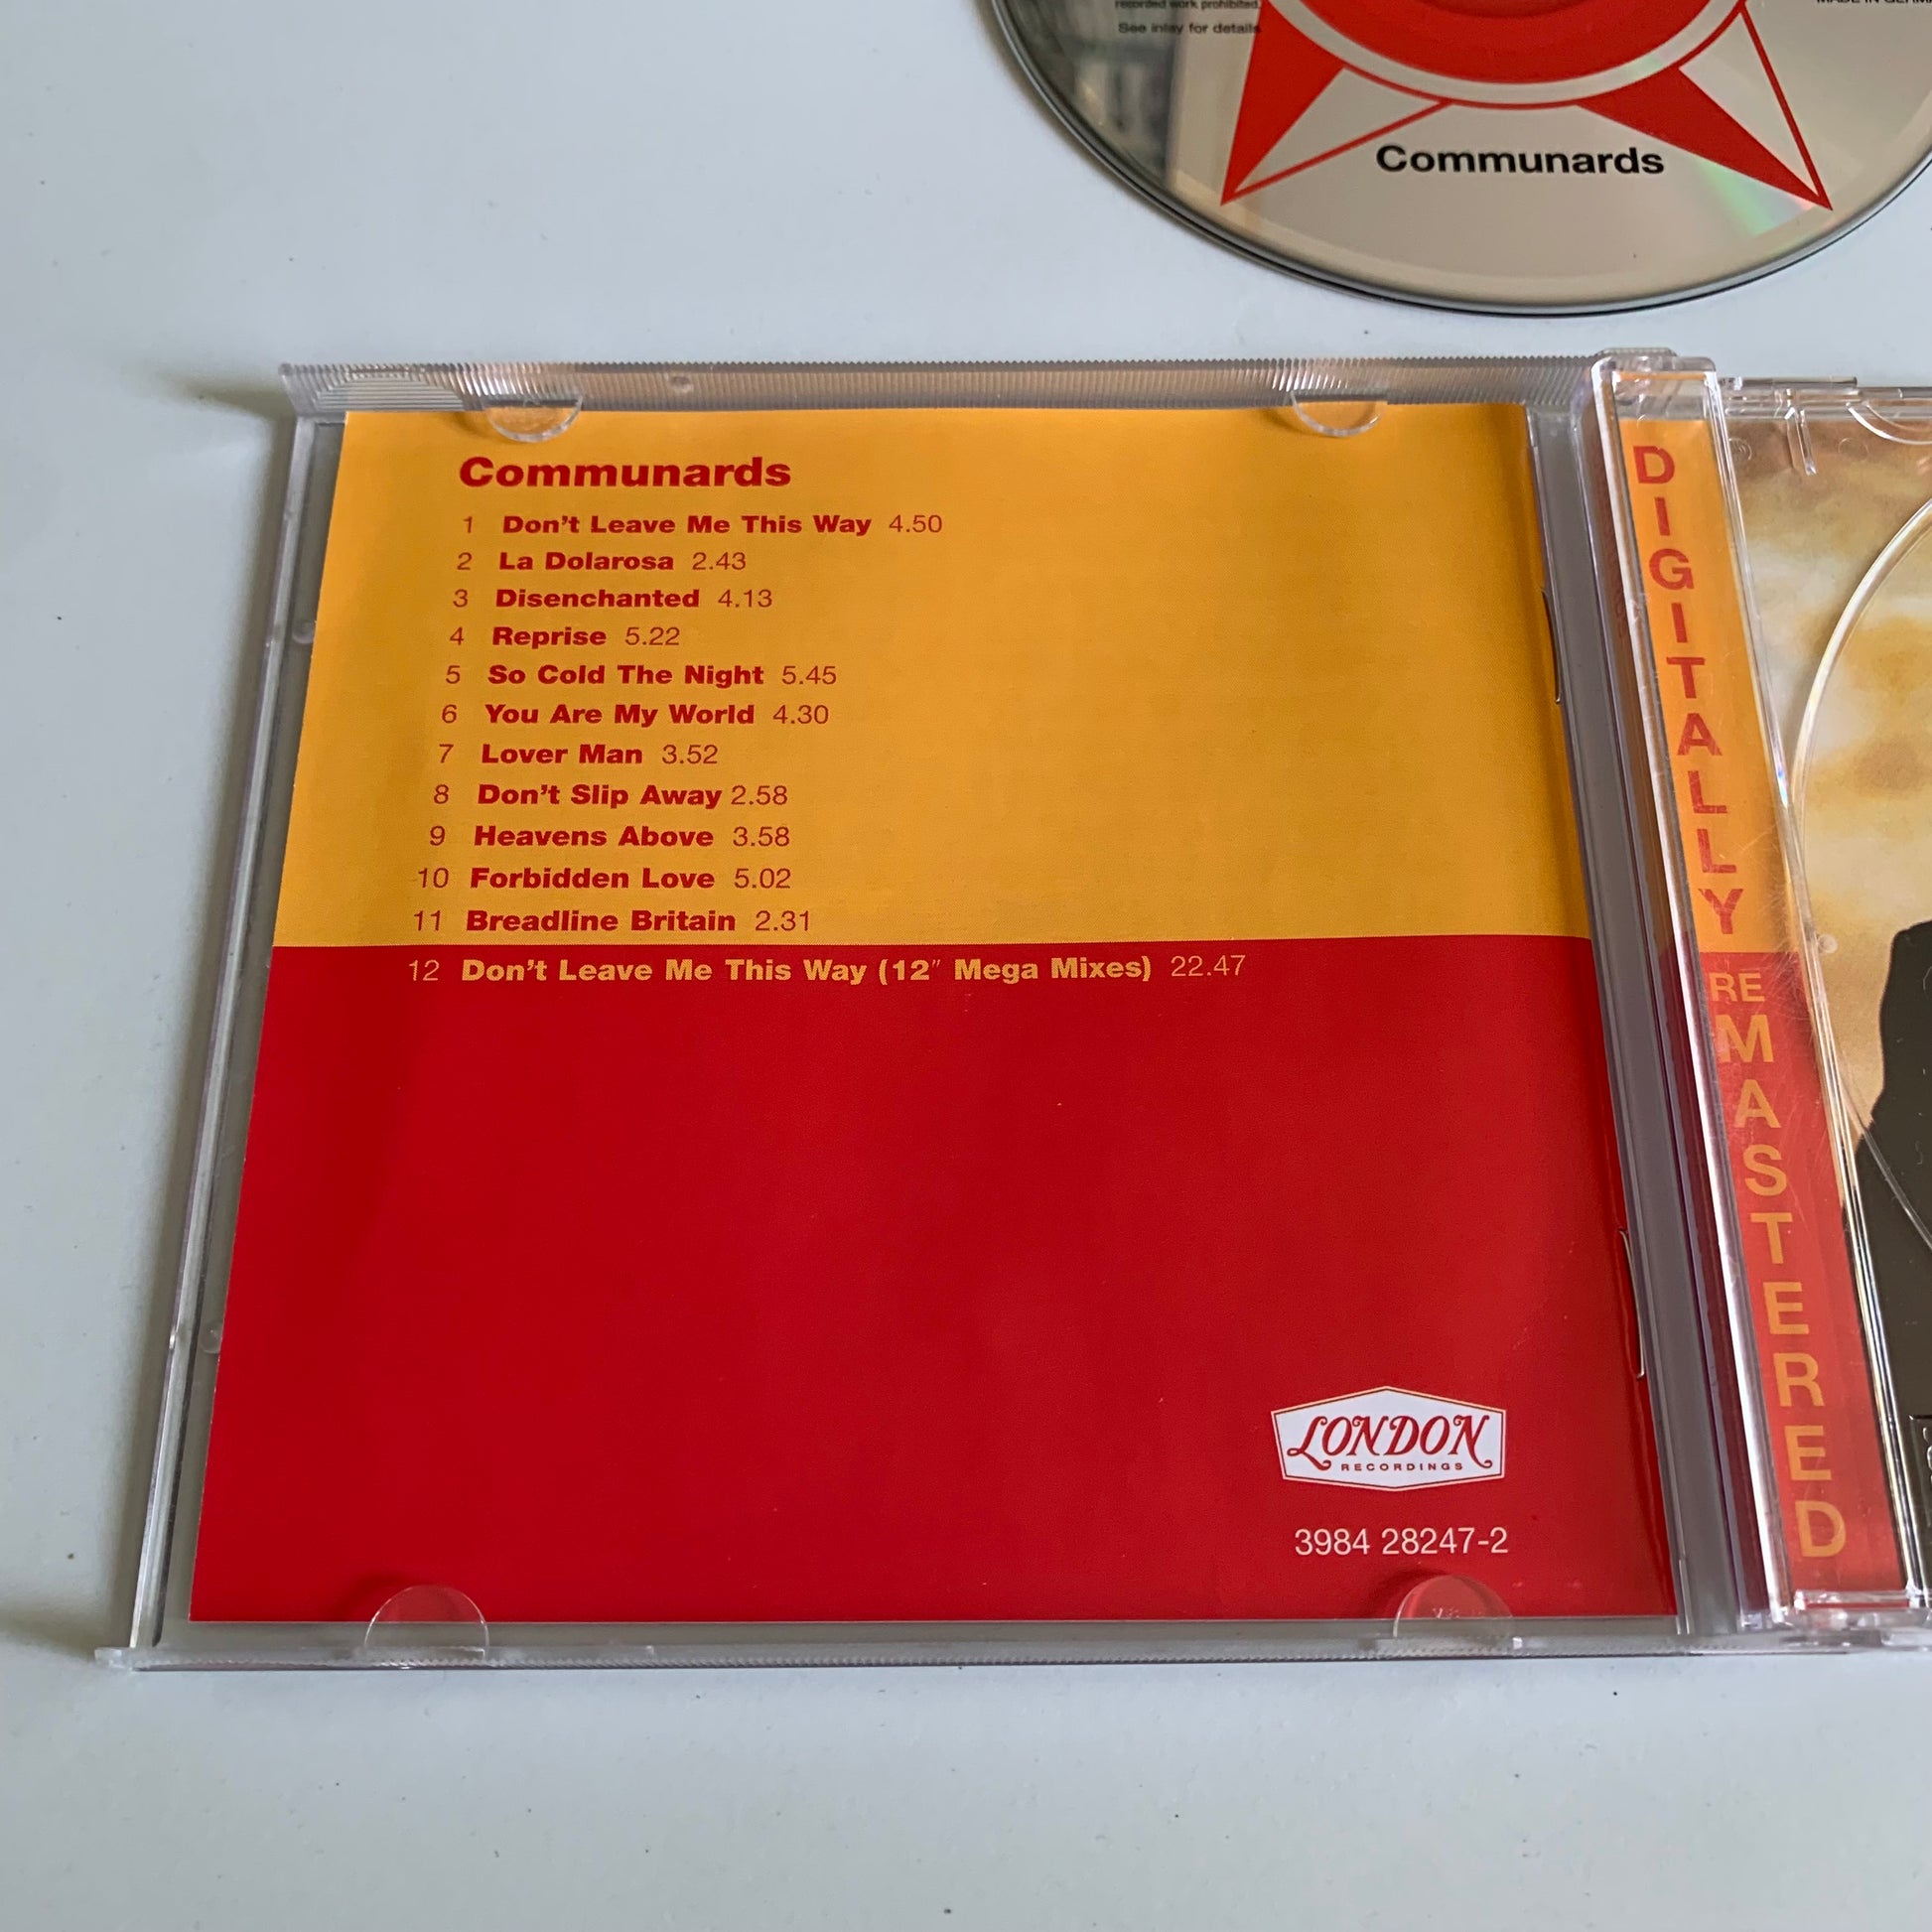 recorded work prohibited.
See inlay for details
MADE IN
Communards
Communards
1 Don't Leave Me This Way 4.50
2 La Dolarosa 2.43
3 Disenchanted 4.13
4 Reprise 5.22
5 So Cold The Night 5.45
6 You Are My World 4.30
7 Lover Man 3.52
8 Don't Slip Away 2.58
9 Heavens Above 3.58
10 Forbidden Love 5.02
11 Breadline Britain 2.31
12 Don't Leave Me This Way (12″ Mega Mixes) 22.47
LONDON
RECORDINGS
3984 28247-2
DIGITALLY
REMASTERED